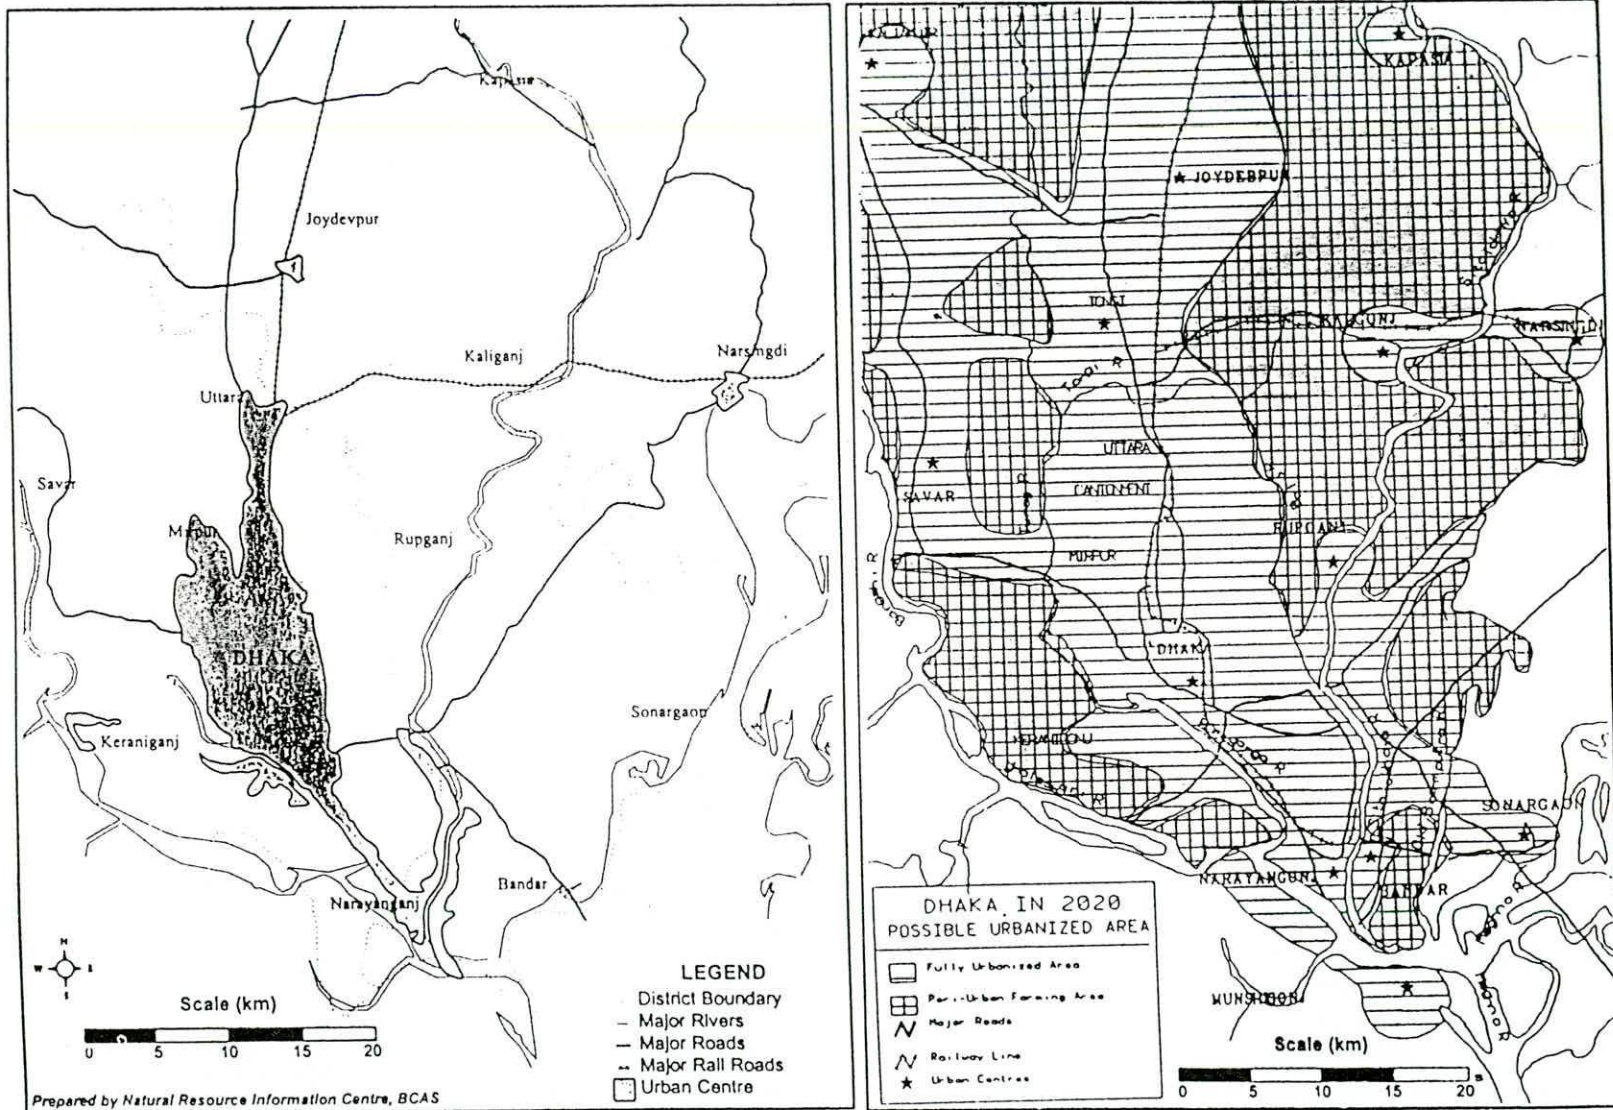 Kapasia
Joydevpur
Kaliganj
Narsingdi
Uttara
Savar
Mirpur
Rupganj
DHAKA
Sonargaon
Keraniganj
Bandar
Narayanganj
N
W
S
Scale (km)
0 5 10 15 20
LEGEND
District Boundary
Major Rivers
Major Roads
Major Rail Roads
Urban Centre
Prepared by Natural Resource Information Centre, BCAS
KAPASIA
JOYDEBPUR
TONGI
KALIGUNJ
NARSINGDI
Tongi R
UTTARA
CANTONMENT
SAVAR
RUPGANJ
MIRPUR
DHAKA
SONARGAON
NARAYANGUNJ
BANDAR
DHAKA IN 2020
POSSIBLE URBANIZED AREA
Fully Urbanized Area
Peri-Urban Farming Area
Major Roads
Railway Line
Urban Centres
Scale (km)
0 5 10 15 20